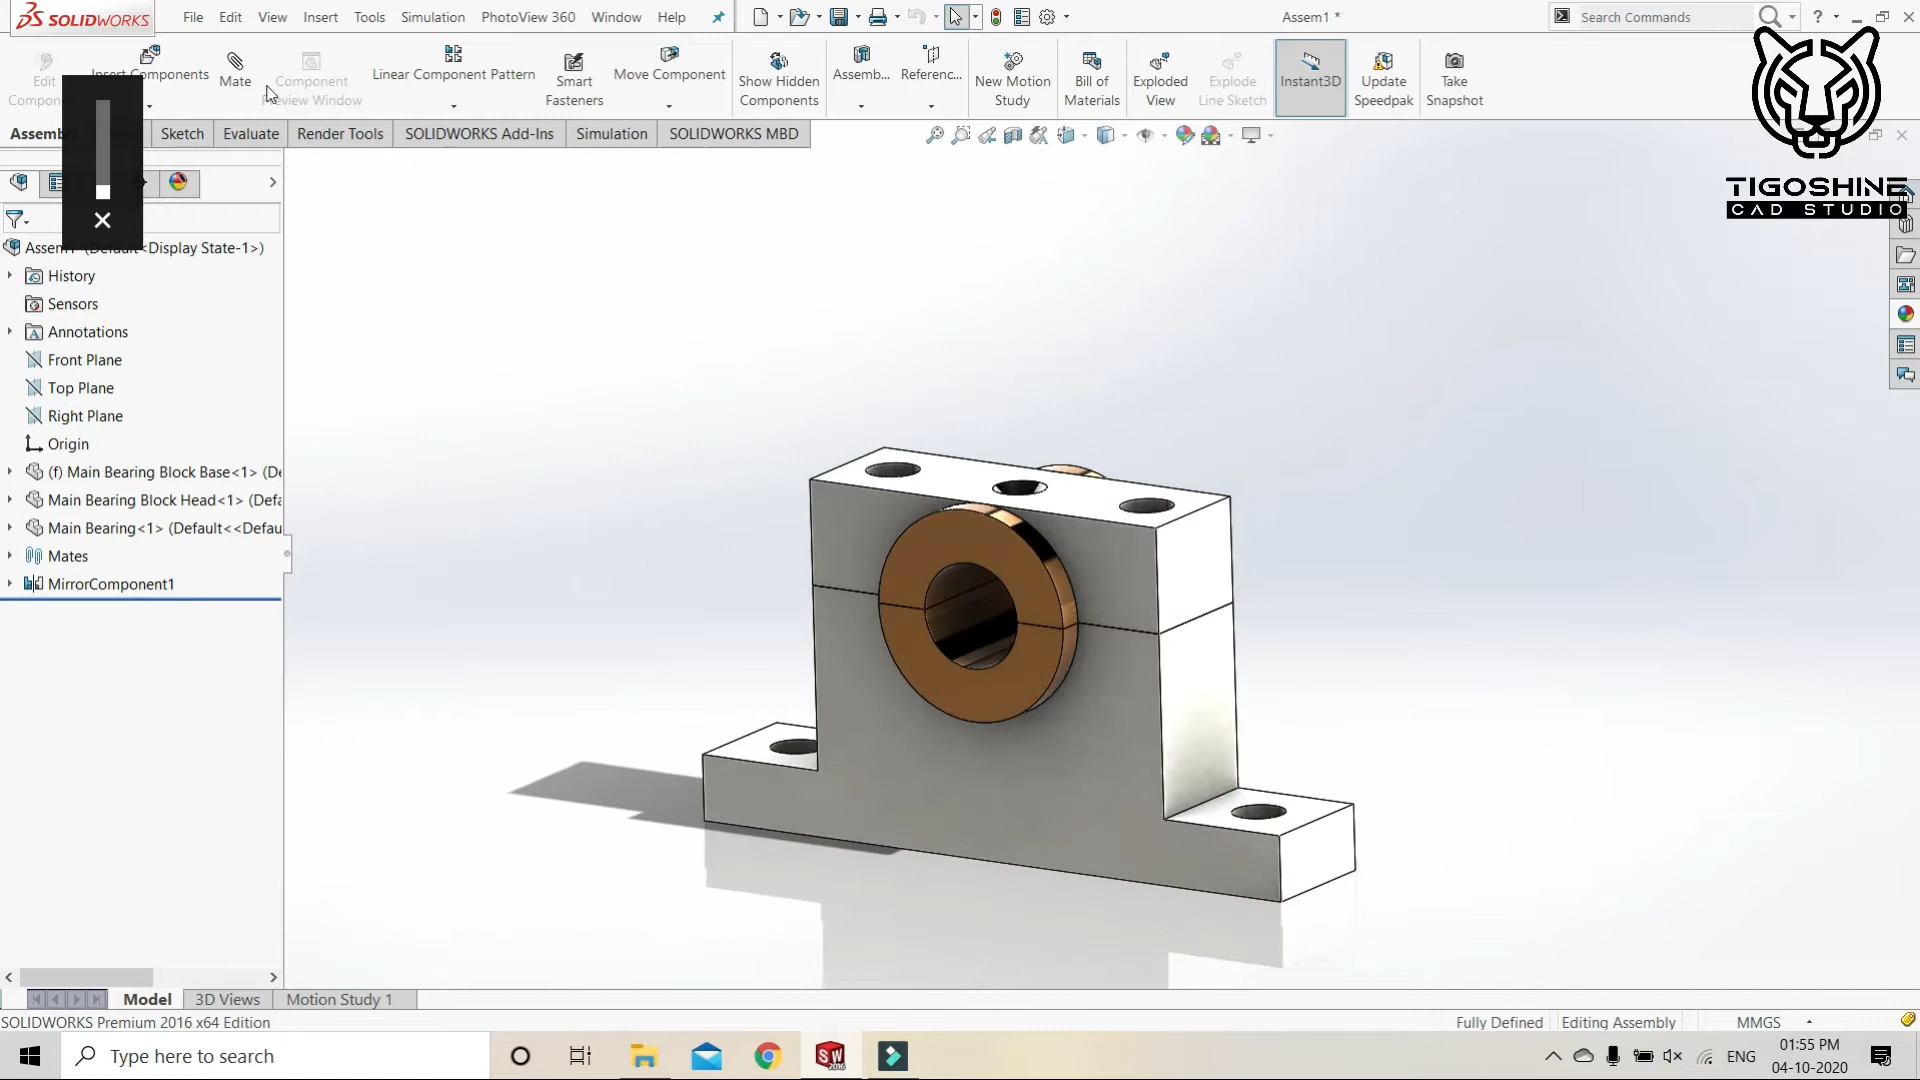 SOLIDWORKS File Edit View Insert Tools Simulation PhotoView 360 Window Help Assem1 * Search Commands
Edit Insert Components Mate Component Preview Window Linear Component Pattern Smart Fasteners Move Component Show Hidden Components Assemb... Referenc... New Motion Study Bill of Materials Exploded View Explode Line Sketch Instant3D Update Speedpak Take Snapshot
Sketch Evaluate Render Tools SOLIDWORKS Add-Ins Simulation SOLIDWORKS MBD
TIGOSHINE
CAD STUDIO
(Default<Display State-1>)
History
Sensors
Annotations
Front Plane
Top Plane
Right Plane
Origin
(f) Main Bearing Block Base<1> (De
Main Bearing Block Head<1> (Defa
Main Bearing<1> (Default<<Defau
Mates
MirrorComponent1
Model 3D Views Motion Study 1
SOLIDWORKS Premium 2016 x64 Edition Fully Defined Editing Assembly MMGS
Type here to search ENG 01:55 PM
04-10-2020